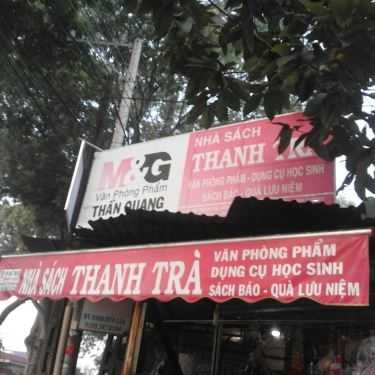 M&G
Văn Phòng Phẩm
THẦN QUANG
NHÀ SÁCH
THANH TRÀ
VĂN PHÒNG PHẨM - DỤNG CỤ HỌC SINH
SÁCH BÁO - QUÀ LƯU NIỆM
NHÀ SÁCH THANH TRÀ
VĂN PHÒNG PHẨM
DỤNG CỤ HỌC SINH
SÁCH BÁO - QUÀ LƯU NIỆM